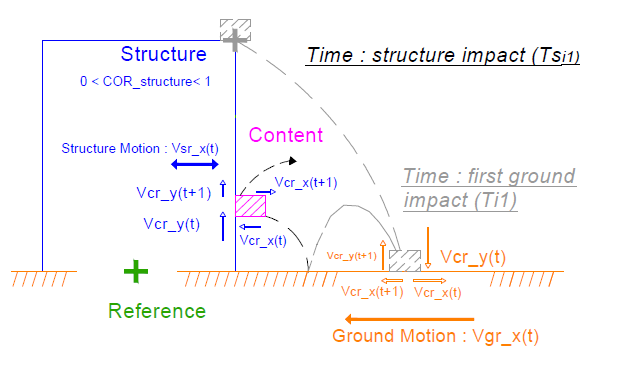 Structure
0 < COR_structure< 1
Time : structure impact (Tsi1)
Content
Structure Motion : Vsr_x(t)
Vcr_y(t+1)
Vcr_x(t+1)
Vcr_y(t)
Vcr_x(t)
Time : first ground
impact (Ti1)
Vcr_y(t+1)
Vcr_y(t)
Vcr_x(t+1)
Vcr_x(t)
Reference
Ground Motion : Vgr_x(t)